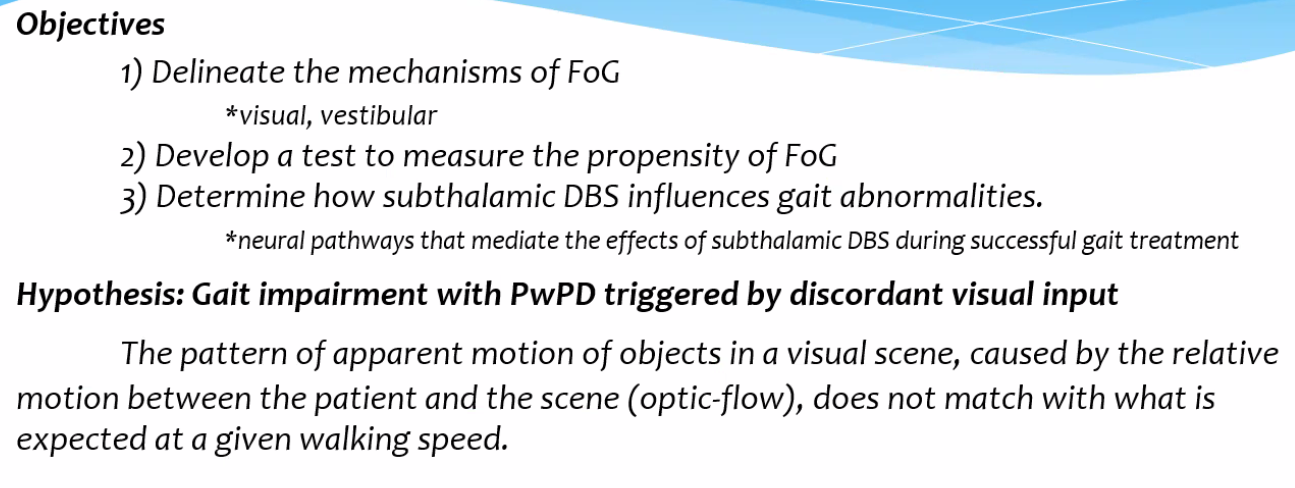 Objectives
1) Delineate the mechanisms of FoG
*visual, vestibular
2) Develop a test to measure the propensity of FoG
3) Determine how subthalamic DBS influences gait abnormalities.
*neural pathways that mediate the effects of subthalamic DBS during successful gait treatment
Hypothesis: Gait impairment with PwPD triggered by discordant visual input
The pattern of apparent motion of objects in a visual scene, caused by the relative
motion between the patient and the scene (optic-flow), does not match with what is
expected at a given walking speed.